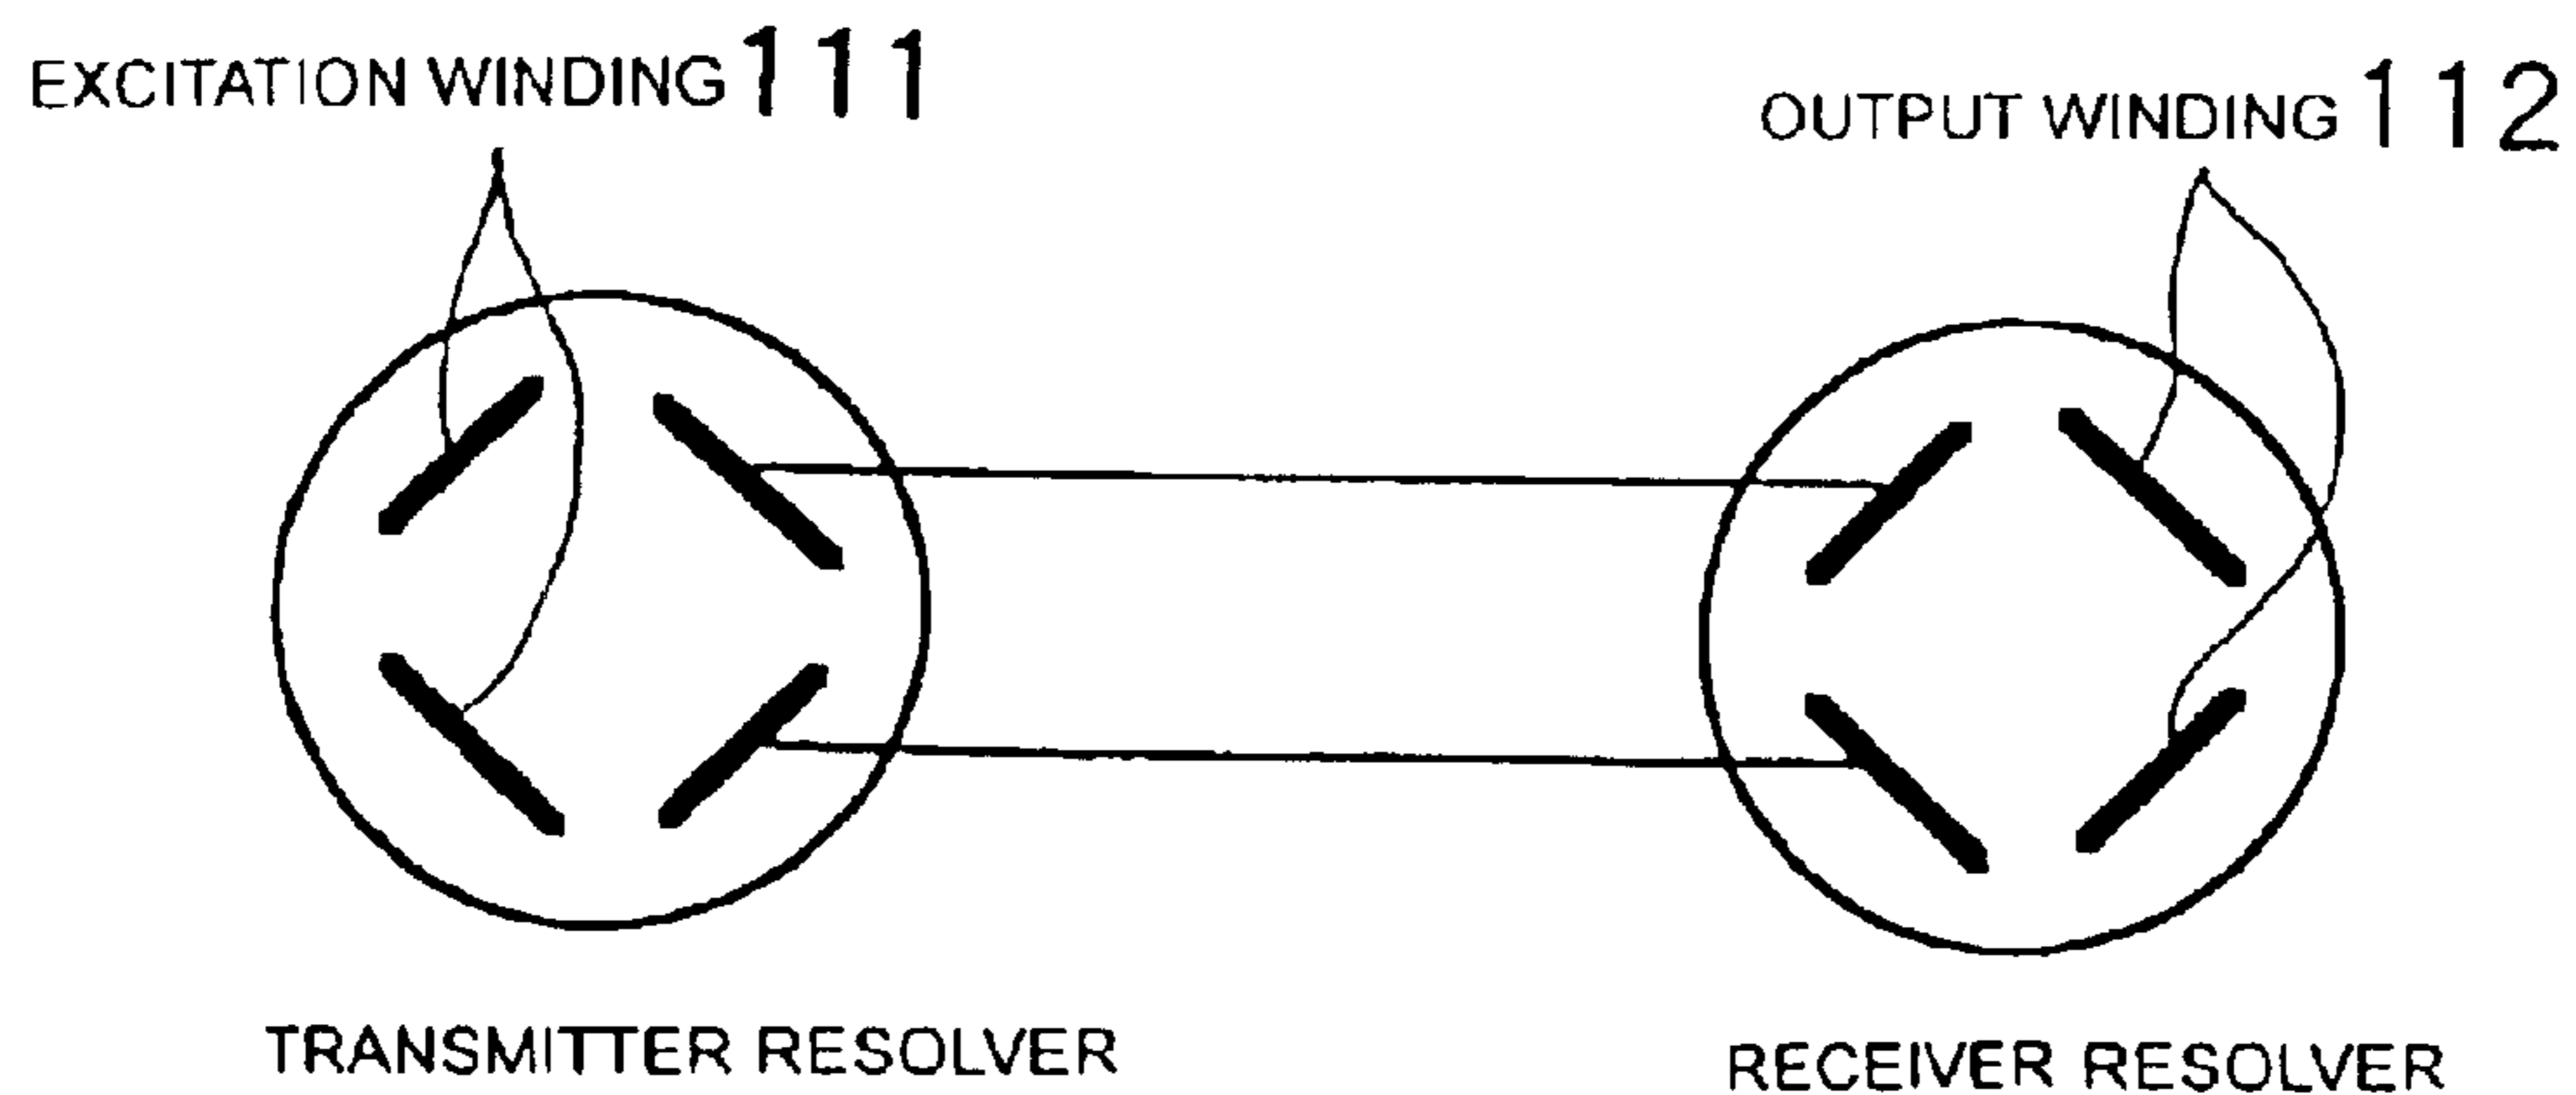 EXCITATION WINDING 111
OUTPUT WINDING 112
TRANSMITTER RESOLVER
RECEIVER RESOLVER